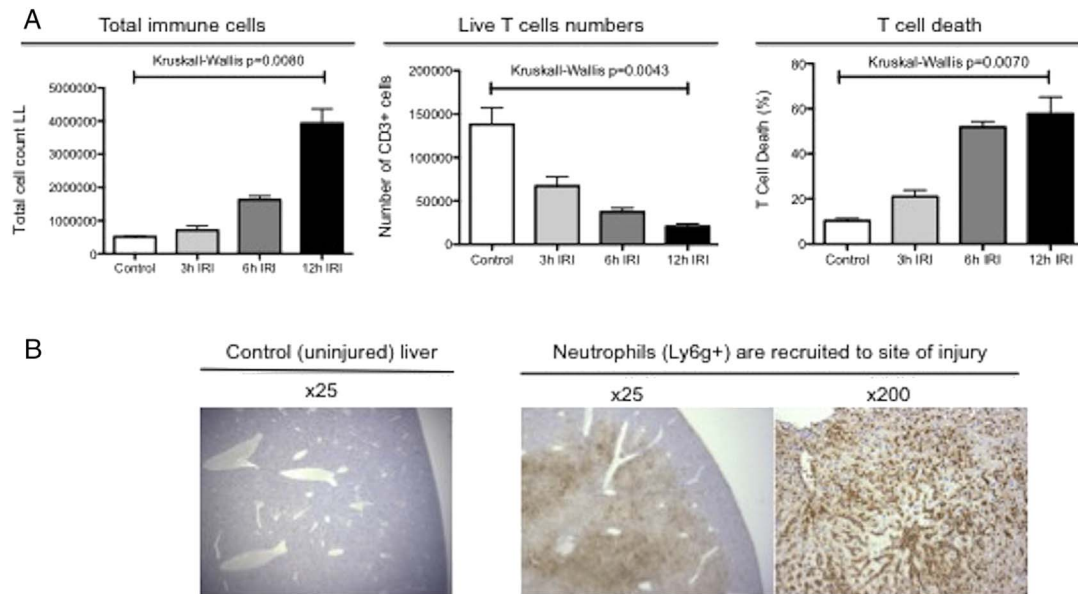 A
Total immune cells
Kruskall-Wallis p=0.0080
Total cell count LL
5000000
4000000
3000000
2000000
1000000
0
Control
3h IRI
6h IRI
12h IRI
Live T cells numbers
Kruskall-Wallis p=0.0043
Number of CD3+ cells
200000
150000
100000
50000
0
Control
3h IRI
6h IRI
12h IRI
T cell death
Kruskal-Wallis p=0.0070
T Cell Death (%)
80
60
40
20
0
Control
3h IRI
6h IRI
12h IRI
B
Control (uninjured) liver
x25
Neutrophils (Ly6g+) are recruited to site of injury
x25
x200